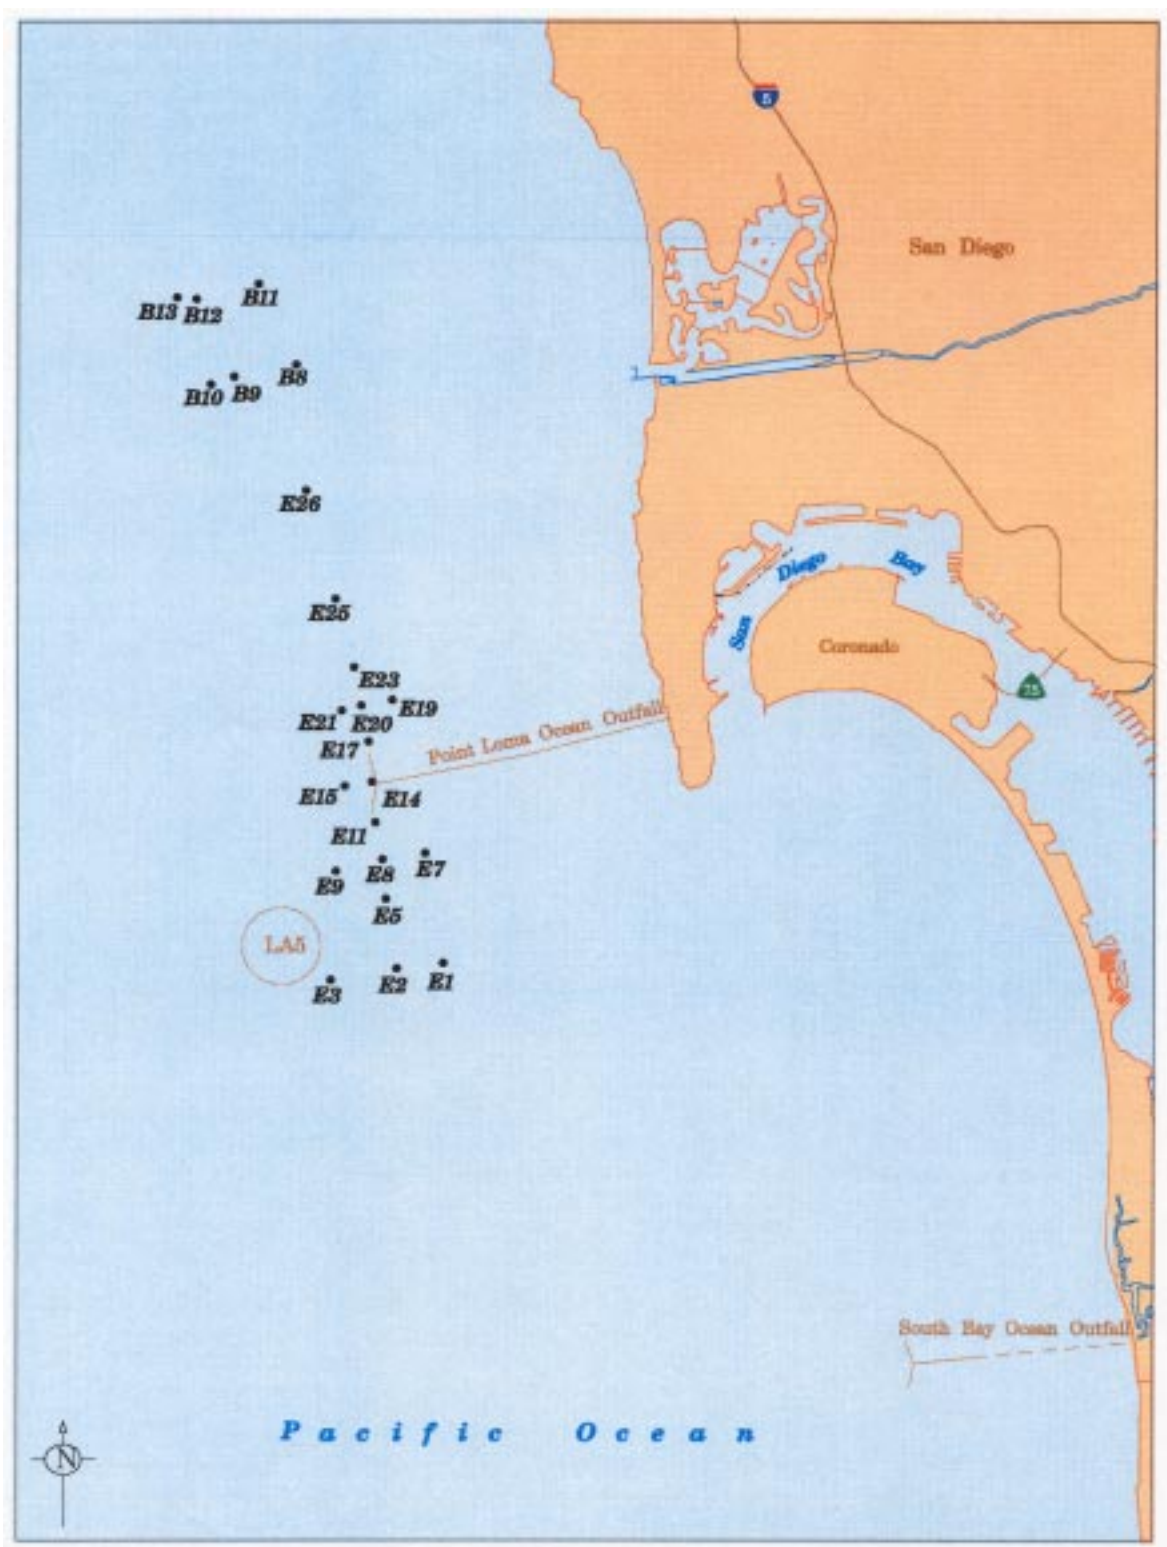 5
San Diego
B11
B13 B12
B8
B10 B9
E26
San Diego Bay
E25
Coronado
E23
75
E19
E21 E20
Point Loma Ocean Outfall
E17
E15 E14
E11
E7
E8
E9
E5
LA5
E1
E2
E3
South Bay Ocean Outfall
Pacific Ocean
N